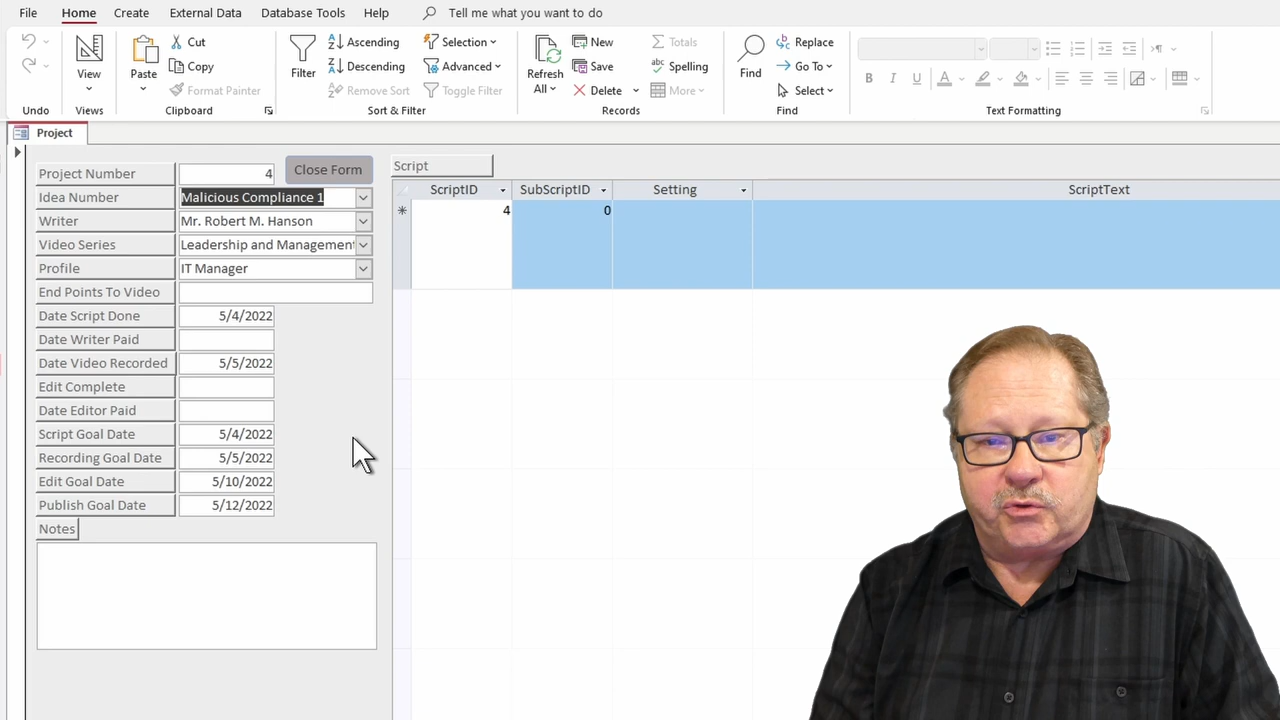 File Home Create External Data Database Tools Help Tell me what you want to do
View
Paste
Cut
Copy
Format Painter
Filter
Ascending
Descending
Remove Sort
Selection
Advanced
Toggle Filter
Refresh
All
New
Save
Delete
Totals
Spelling
More
Find
Replace
Go To
Select
B I U A
Undo Views Clipboard Sort & Filter Records Find Text Formatting
Project
Project Number 4 Close Form
Idea Number Malicious Compliance 1
Writer Mr. Robert M. Hanson
Video Series Leadership and Management
Profile IT Manager
End Points To Video
Date Script Done 5/4/2022
Date Writer Paid
Date Video Recorded 5/5/2022
Edit Complete
Date Editor Paid
Script Goal Date 5/4/2022
Recording Goal Date 5/5/2022
Edit Goal Date 5/10/2022
Publish Goal Date 5/12/2022
Notes
Script
ScriptID SubScriptID Setting ScriptText
4 0